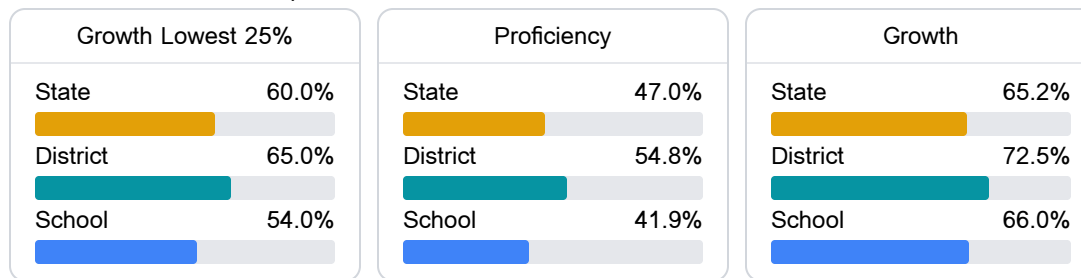 Growth Lowest 25%
State 60.0%
District 65.0%
School 54.0%
Proficiency
State 47.0%
District 54.8%
School 41.9%
Growth
State 65.2%
District 72.5%
School 66.0%